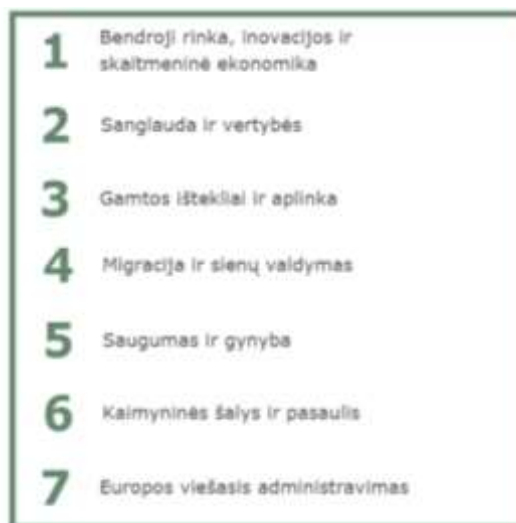 1 Bendroji rinka, inovacijos ir
skaitmeninė ekonomika
2 Sanglauda ir vertybės
3 Gamtos ištekliai ir aplinka
4 Migracija ir sienų valdymas
5 Saugumas ir gynyba
6 Kaimyninės šalys ir pasaulis
7 Europos viešasis administravimas